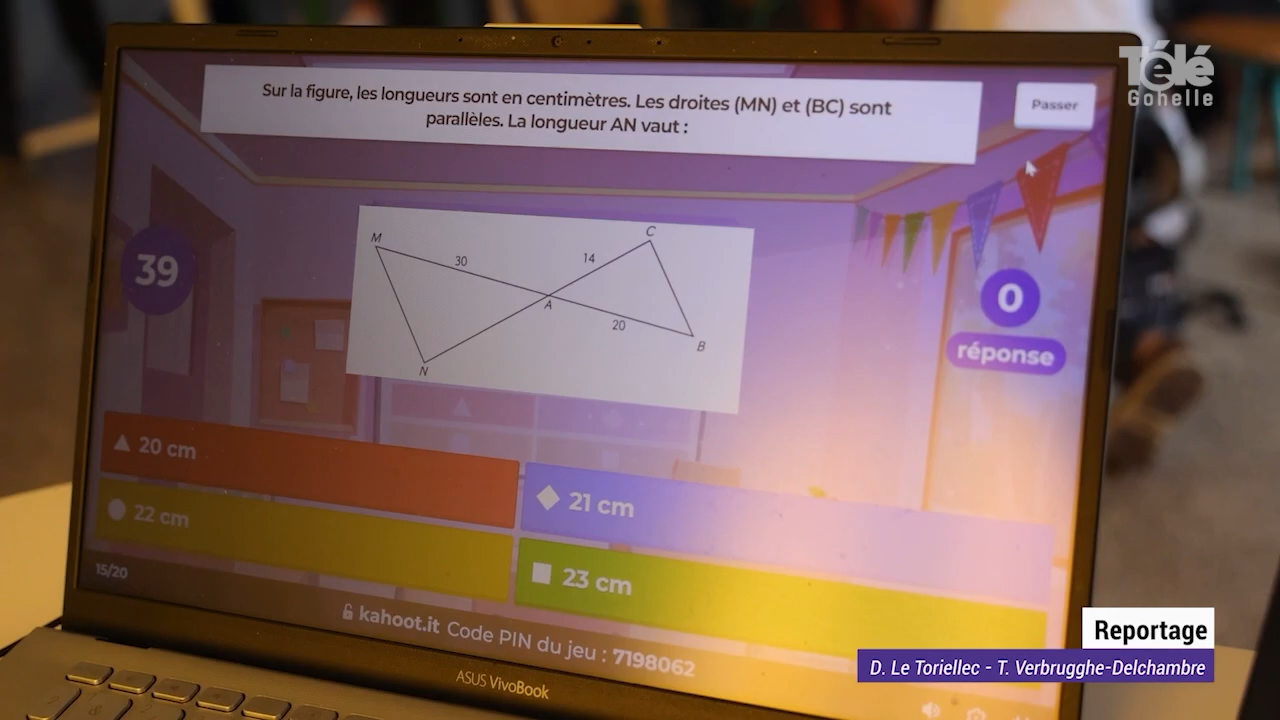 Télé
Gohelle
Sur la figure, les longueurs sont en centimètres. Les droites (MN) et (BC) sont
parallèles. La longueur AN vaut :
Passer
39
M
30
14
C
A
20
B
N
0
réponse
20 cm
21 cm
22 cm
23 cm
15/20
kahoot.it Code PIN du jeu : 7198062
ASUS VivoBook
Reportage
D. Le Toriellec - T. Verbrugghe-Delchambre